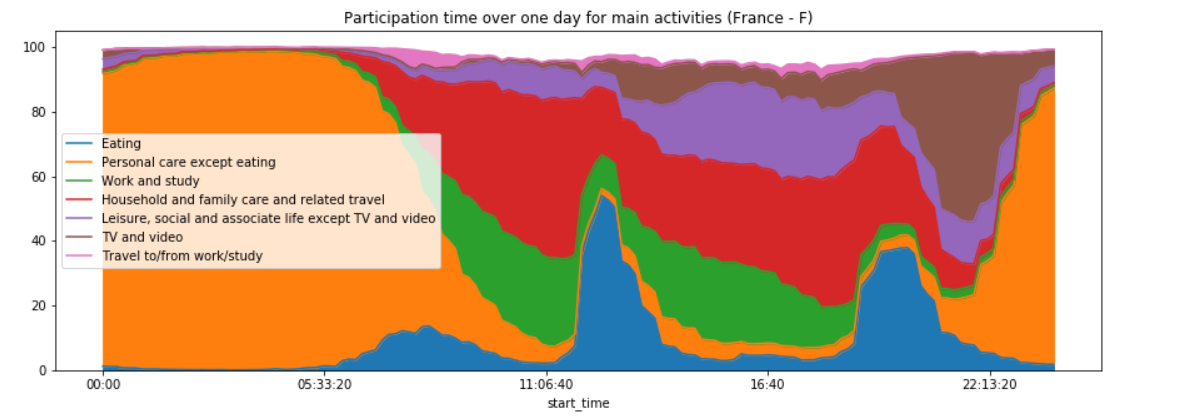 Participation time over one day for main activities (France - F)
100
80
60
40
20
0
Eating
Personal care except eating
Work and study
Household and family care and related travel
Leisure, social and associate life except TV and video
TV and video
Travel to/from work/study
00:00 05:33:20 11:06:40 16:40 22:13:20
start_time